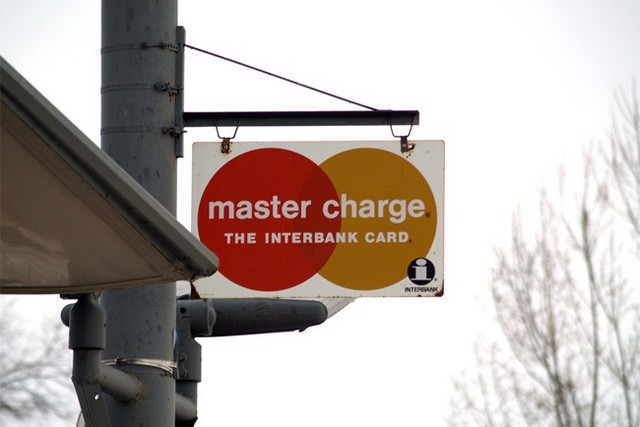 master charge
THE INTERBANK CARD
i
INTERBANK